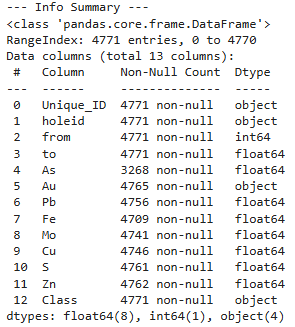 --- Info Summary ---
<class 'pandas.core.frame.DataFrame'>
RangeIndex: 4771 entries, 0 to 4770
Data columns (total 13 columns):
 #   Column     Non-Null Count  Dtype
---  ------     --------------  -----
 0   Unique_ID  4771 non-null   object
 1   holeid     4771 non-null   object
 2   from       4771 non-null   int64
 3   to         4771 non-null   float64
 4   As         3268 non-null   float64
 5   Au         4765 non-null   object
 6   Pb         4756 non-null   float64
 7   Fe         4709 non-null   float64
 8   Mo         4741 non-null   float64
 9   Cu         4746 non-null   float64
 10  S          4761 non-null   float64
 11  Zn         4762 non-null   float64
 12  Class      4771 non-null   object
dtypes: float64(8), int64(1), object(4)